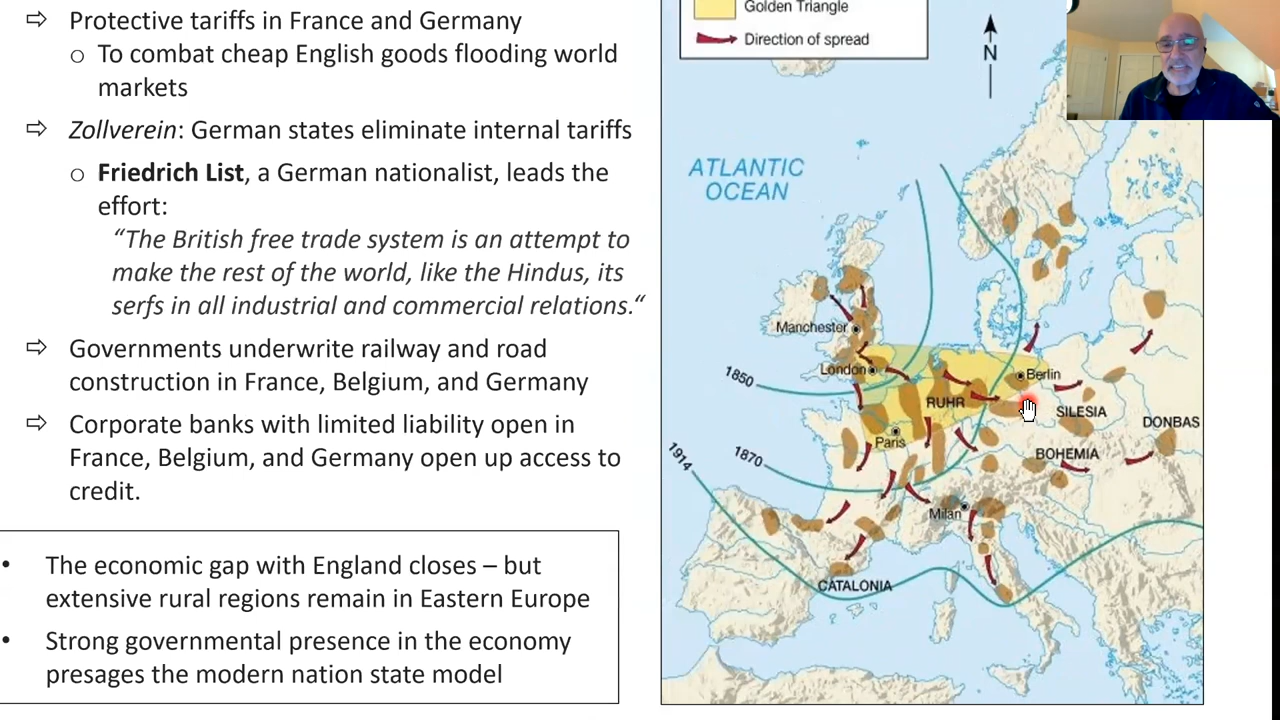 ⇨ Protective tariffs in France and Germany
o To combat cheap English goods flooding world
markets
⇨ Zollverein: German states eliminate internal tariffs
o Friedrich List, a German nationalist, leads the
effort:
“The British free trade system is an attempt to
make the rest of the world, like the Hindus, its
serfs in all industrial and commercial relations.“
⇨ Governments underwrite railway and road
construction in France, Belgium, and Germany
⇨ Corporate banks with limited liability open in
France, Belgium, and Germany open up access to
credit.
• The economic gap with England closes – but
extensive rural regions remain in Eastern Europe
• Strong governmental presence in the economy
presages the modern nation state model
Golden Triangle
Direction of spread
N
ATLANTIC
OCEAN
Manchester
London
1850
Berlin
RUHR
SILESIA
DONBAS
Paris
BOHEMIA
1870
1914
Milan
CATALONIA